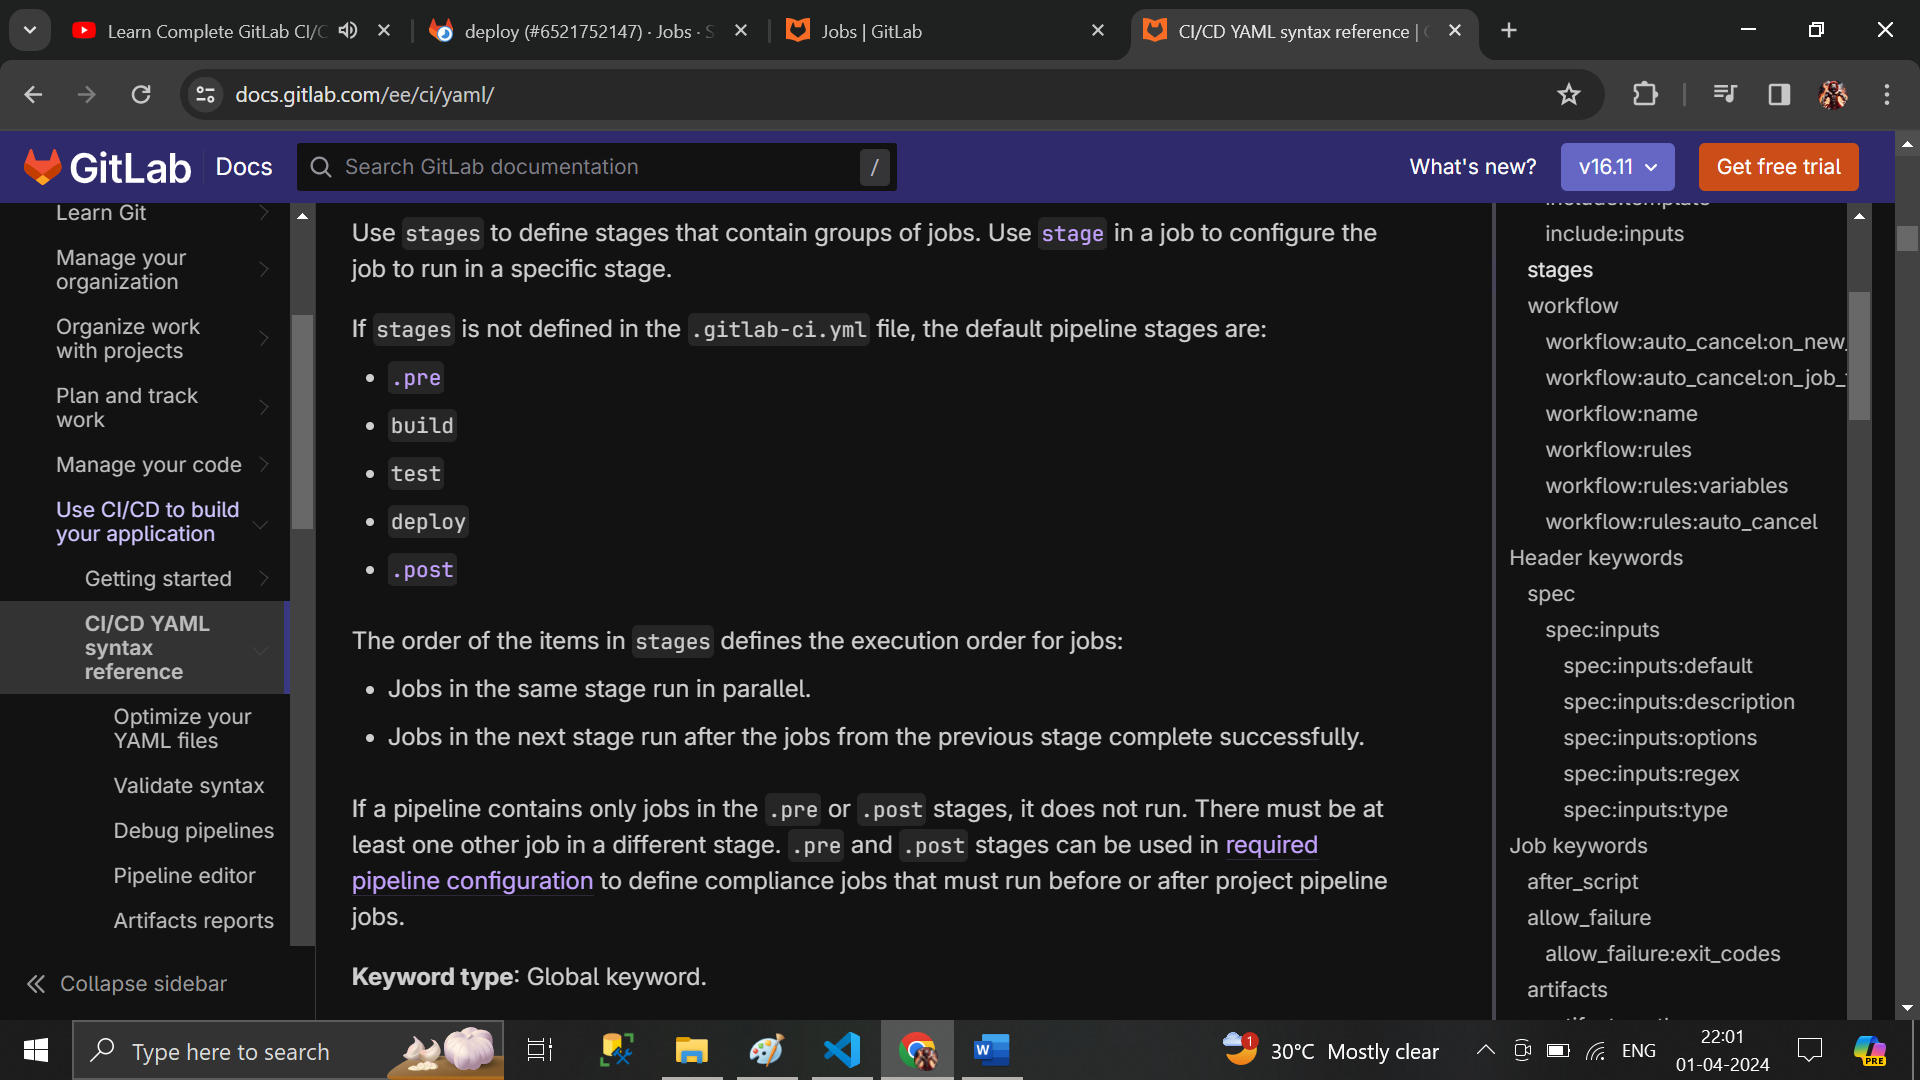 Learn Complete GitLab CI/C
deploy (#6521752147) · Jobs · S
Jobs | GitLab
CI/CD YAML syntax reference |
docs.gitlab.com/ee/ci/yaml/
GitLab Docs
Search GitLab documentation /
What's new?
v16.11
Get free trial
Learn Git
Manage your
organization
Organize work
with projects
Plan and track
work
Manage your code
Use CI/CD to build
your application
Getting started
CI/CD YAML
syntax
reference
Optimize your
YAML files
Validate syntax
Debug pipelines
Pipeline editor
Artifacts reports
Collapse sidebar
Use stages to define stages that contain groups of jobs. Use stage in a job to configure the
job to run in a specific stage.
If stages is not defined in the .gitlab-ci.yml file, the default pipeline stages are:
• .pre
• build
• test
• deploy
• .post
The order of the items in stages defines the execution order for jobs:
• Jobs in the same stage run in parallel.
• Jobs in the next stage run after the jobs from the previous stage complete successfully.
If a pipeline contains only jobs in the .pre or .post stages, it does not run. There must be at
least one other job in a different stage. .pre and .post stages can be used in required
pipeline configuration to define compliance jobs that must run before or after project pipeline
jobs.
Keyword type: Global keyword.
include:template
include:inputs
stages
workflow
workflow:auto_cancel:on_new_
workflow:auto_cancel:on_job_
workflow:name
workflow:rules
workflow:rules:variables
workflow:rules:auto_cancel
Header keywords
spec
spec:inputs
spec:inputs:default
spec:inputs:description
spec:inputs:options
spec:inputs:regex
spec:inputs:type
Job keywords
after_script
allow_failure
allow_failure:exit_codes
artifacts
Type here to search
W
1
30°C Mostly clear
ENG
22:01
01-04-2024
PRE